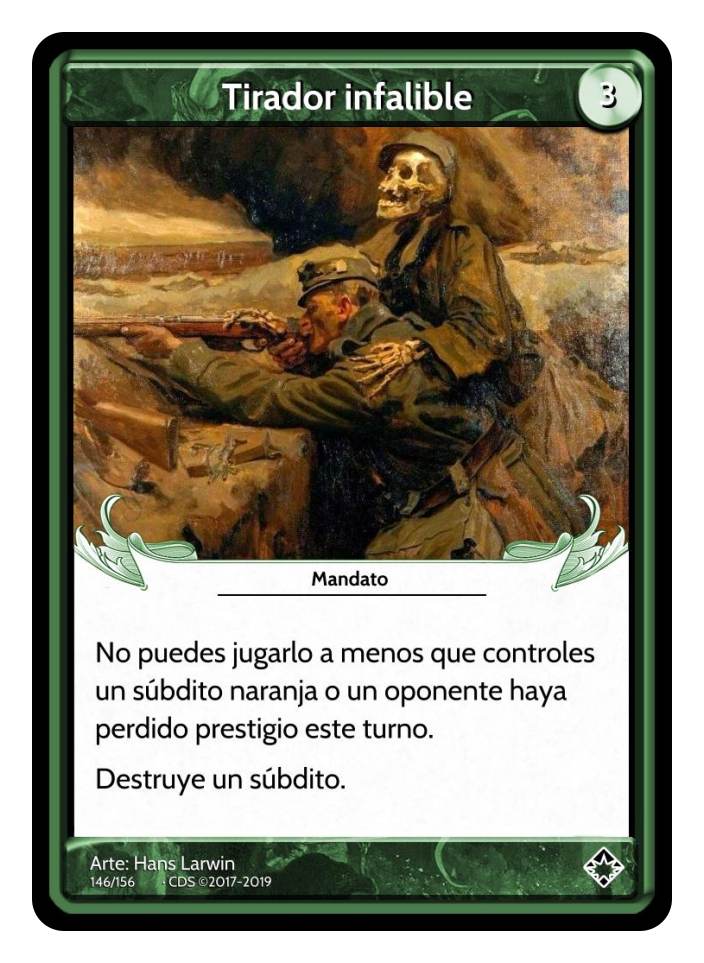 Tirador infalible
3
Mandato
No puedes jugarlo a menos que controles
un súbdito naranja o un oponente haya
perdido prestigio este turno.
Destruye un súbdito.
Arte: Hans Larwin
146/156 · CDS ©2017-2019